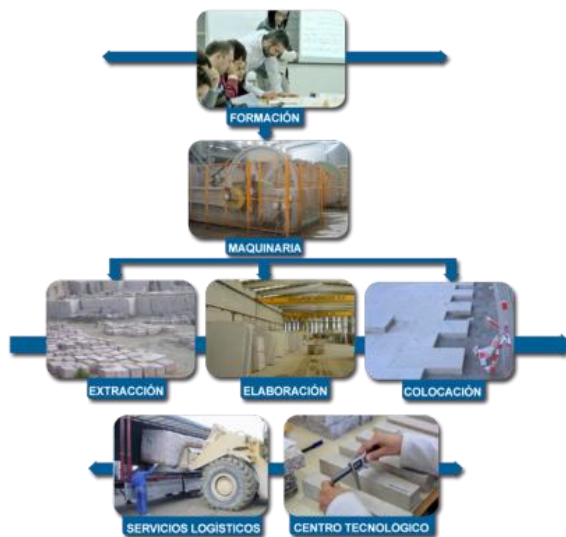 FORMACIÓN
MAQUINARIA
EXTRACCIÓN
ELABORACIÓN
COLOCACIÓN
SERVICIOS LOGÍSTICOS
CENTRO TECNOLÓGICO